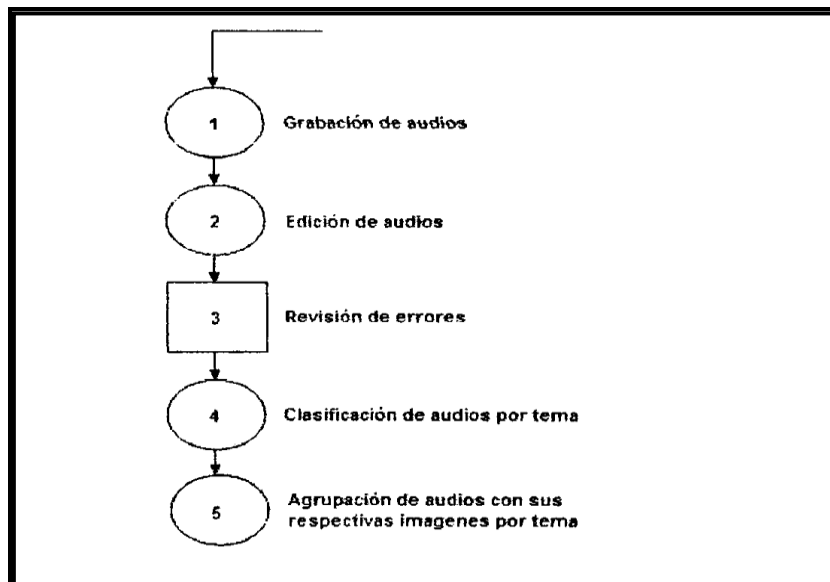 1 Grabación de audios
2 Edición de audios
3 Revisión de errores
4 Clasificación de audios por tema
5 Agrupación de audios con sus
respectivas imagenes por tema